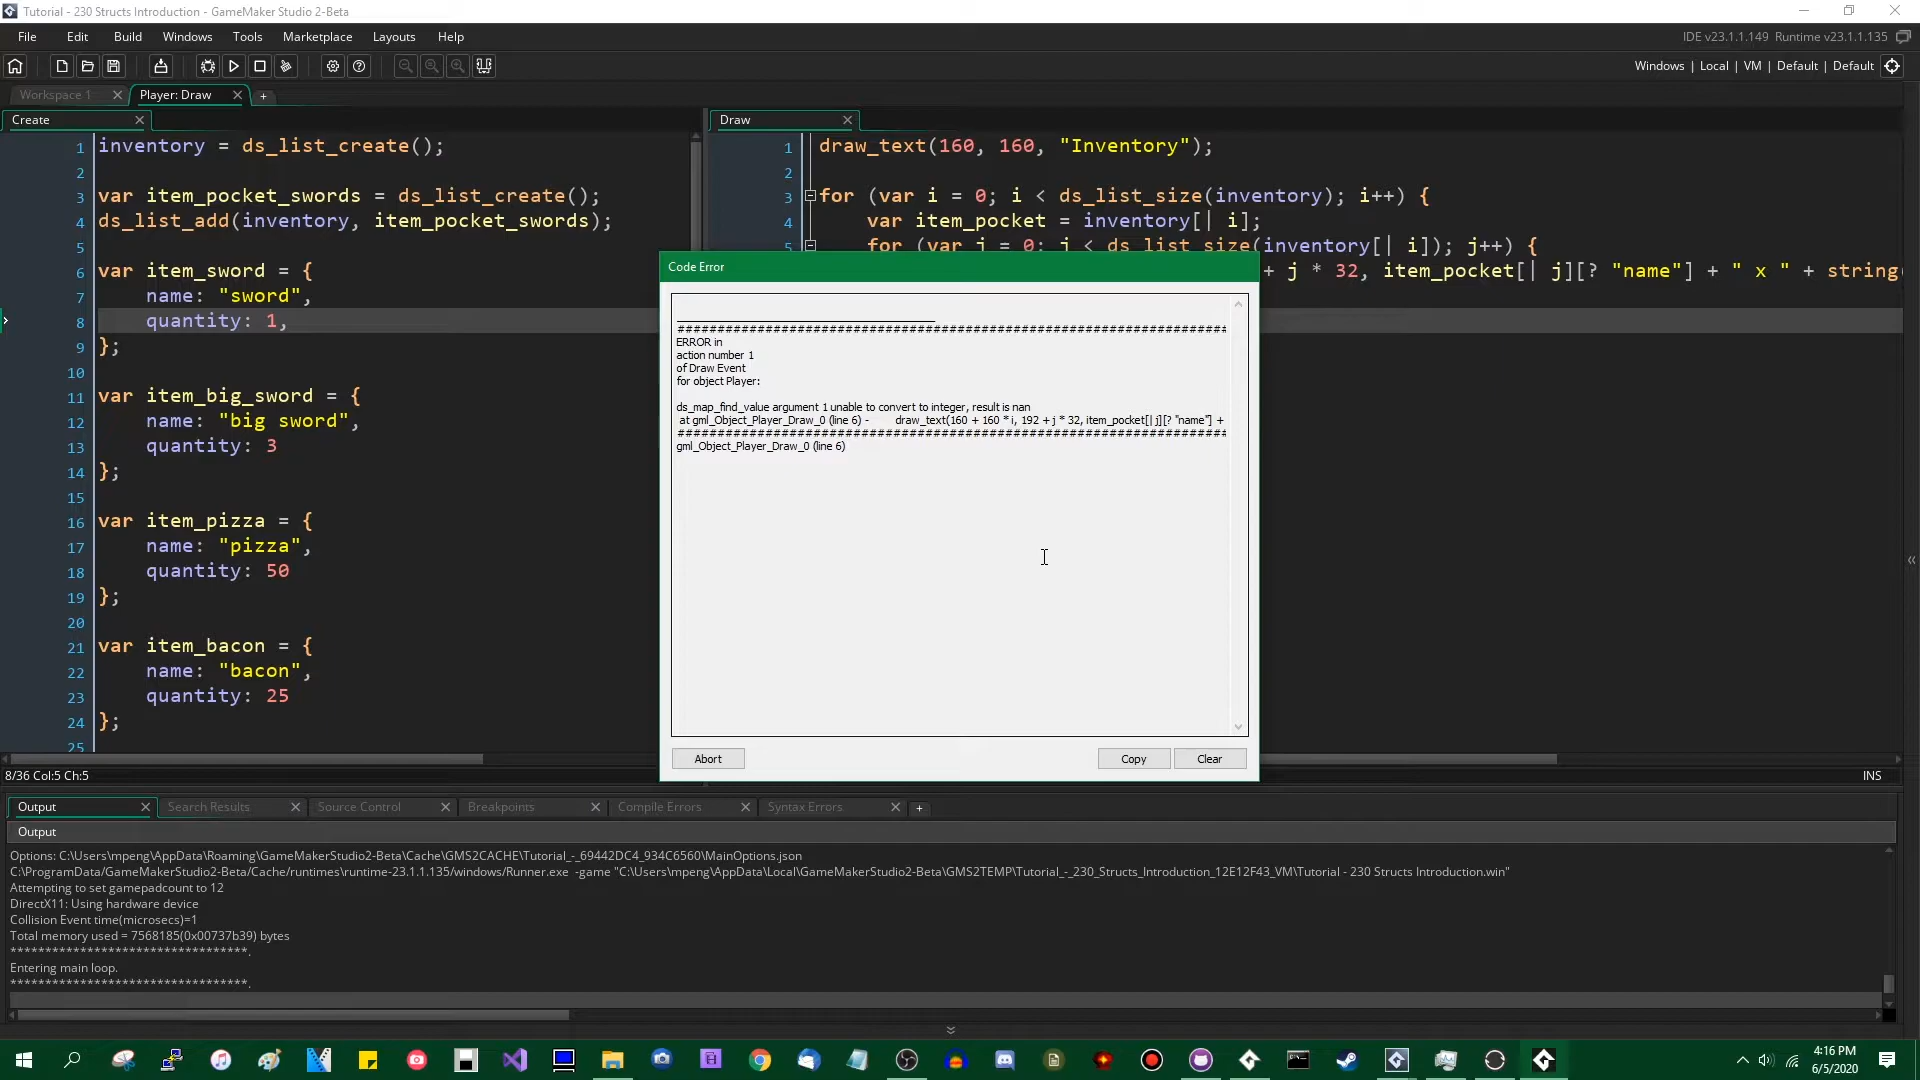 Tutorial - 230 Structs Introduction - GameMaker Studio 2-Beta
File Edit Build Windows Tools Marketplace Layouts Help
IDE v23.1.1.149 Runtime v23.1.1.135
Windows | Local | VM | Default | Default
Workspace 1
Player: Draw
Create
1 inventory = ds_list_create();
2
3 var item_pocket_swords = ds_list_create();
4 ds_list_add(inventory, item_pocket_swords);
5
6 var item_sword = {
7 name: "sword",
8 quantity: 1,
9 };
10
11 var item_big_sword = {
12 name: "big sword",
13 quantity: 3
14 };
15
16 var item_pizza = {
17 name: "pizza",
18 quantity: 50
19 };
20
21 var item_bacon = {
22 name: "bacon",
23 quantity: 25
24 };
25
8/36 Col:5 Ch:5
Draw
1 draw_text(160, 160, "Inventory");
2
3 for (var i = 0; i < ds_list_size(inventory); i++) {
4 var item_pocket = inventory[| i];
5 for (var j = 0; j < ds_list_size(inventory[| i]); j++) {
+ j * 32, item_pocket[| j][? "name"] + " x " + string(
INS
Code Error
___________________________________________
############################################################################################
ERROR in
action number 1
of Draw Event
for object Player:
ds_map_find_value argument 1 unable to convert to integer, result is nan
at gml_Object_Player_Draw_0 (line 6) - draw_text(160 + 160 * i, 192 + j * 32, item_pocket[| j][? "name"] +
############################################################################################
gml_Object_Player_Draw_0 (line 6)
Abort
Copy
Clear
Output
Search Results
Source Control
Breakpoints
Compile Errors
Syntax Errors
Output
Options: C:\Users\mpeng\AppData\Roaming\GameMakerStudio2-Beta\Cache\GMS2CACHE\Tutorial_-_69442DC4_934C6560\MainOptions.json
C:\ProgramData/GameMakerStudio2-Beta/Cache/runtimes\runtime-23.1.1.135/windows/Runner.exe -game "C:\Users\mpeng\AppData\Local\GameMakerStudio2-Beta\GMS2TEMP\Tutorial_-_230_Structs_Introduction_12E12F43_VM\Tutorial - 230 Structs Introduction.win"
Attempting to set gamepadcount to 12
DirectX11: Using hardware device
Collision Event time(microsecs)=1
Total memory used = 7568185(0x00737b39) bytes
**********************************.
Entering main loop.
**********************************.
4:16 PM
6/5/2020